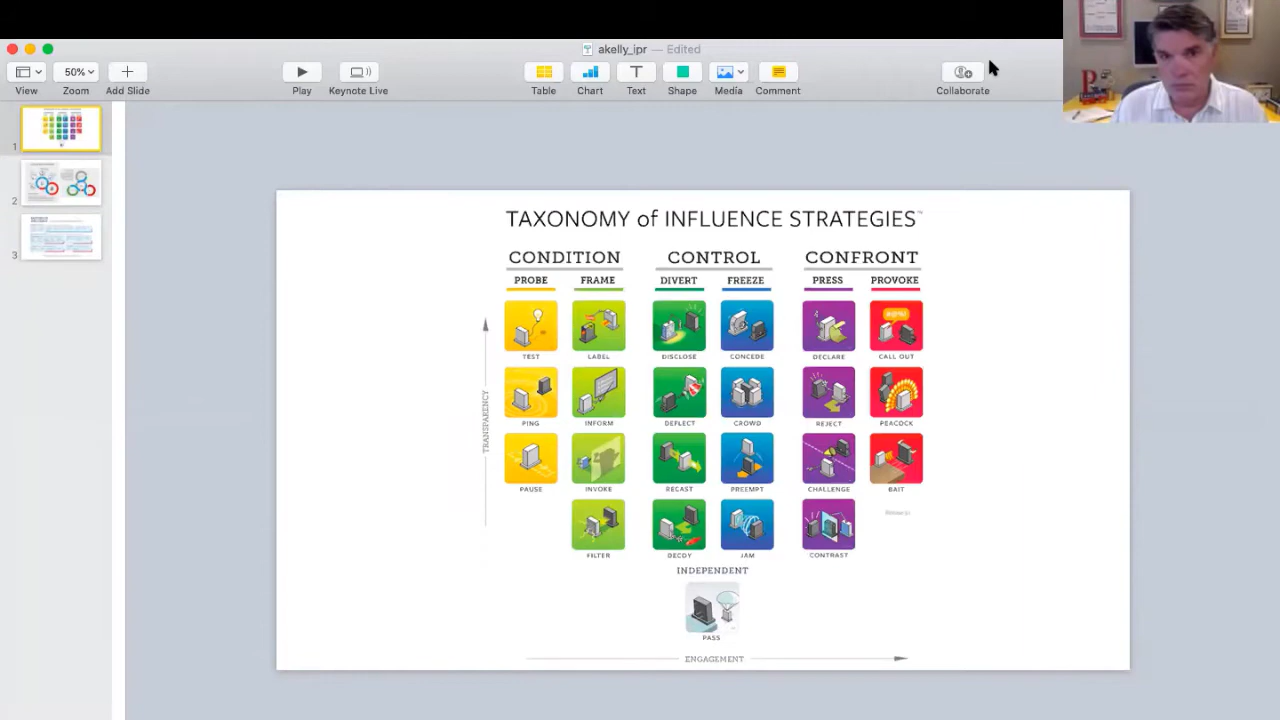 akelly_ipr — Edited
50%
View Zoom Add Slide Play Keynote Live Table Chart Text Shape Media Comment Collaborate
1
2
3
TAXONOMY of INFLUENCE STRATEGIES™
CONDITION CONTROL CONFRONT
PROBE FRAME DIVERT FREEZE PRESS PROVOKE
TEST LABEL DISCLOSE CONCEDE DECLARE CALL OUT
PING INFORM DEFLECT CROWD REJECT PEACOCK
PAUSE INVOKE RECAST PREEMPT CHALLENGE BAIT
FILTER DECOY JAM CONTRAST
TRANSPARENCY
INDEPENDENT
PASS
ENGAGEMENT